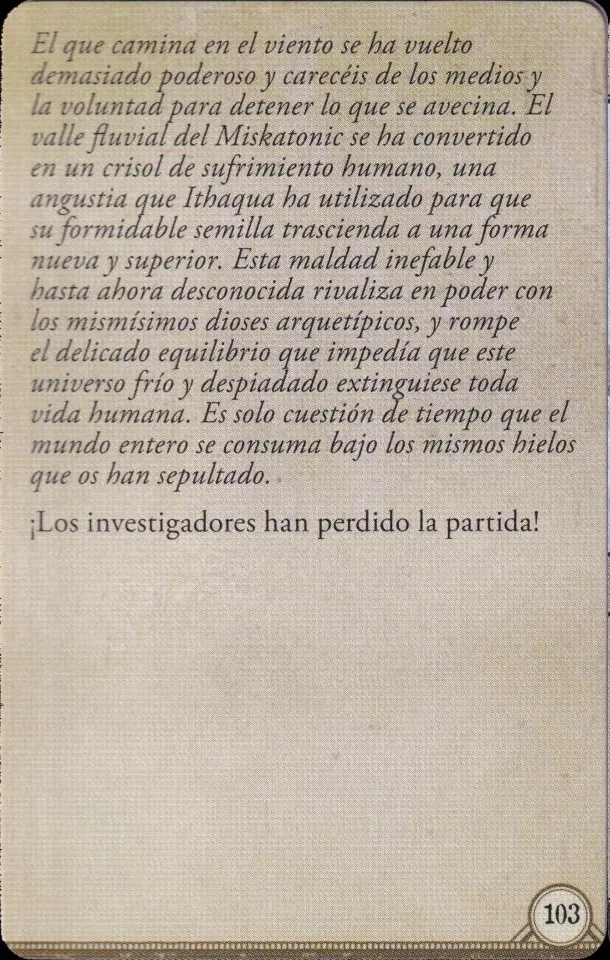 El que camina en el viento se ha vuelto
demasiado poderoso y carecéis de los medios y
la voluntad para detener lo que se avecina. El
valle fluvial del Miskatonic se ha convertido
en un crisol de sufrimiento humano, una
angustia que Ithaqua ha utilizado para que
su formidable semilla trascienda a una forma
nueva y superior. Esta maldad inefable y
hasta ahora desconocida rivaliza en poder con
los mismísimos dioses arquetípicos, y rompe
el delicado equilibrio que impedía que este
universo frío y despiadado extinguiese toda
vida humana. Es solo cuestión de tiempo que el
mundo entero se consuma bajo los mismos hielos
que os han sepultado.
¡Los investigadores han perdido la partida!
103